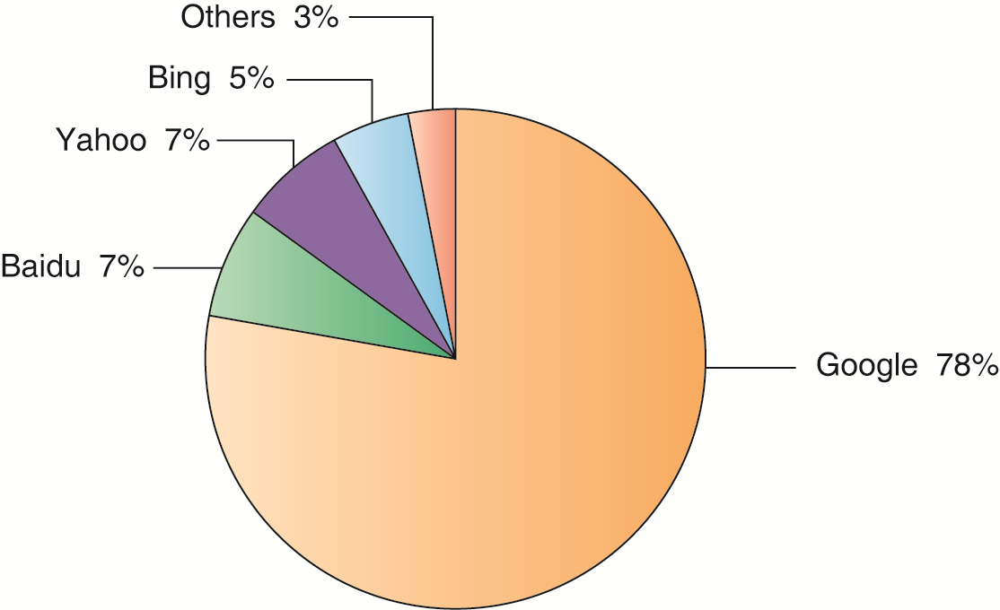 Others 3%
Bing 5%
Yahoo 7%
Baidu 7%
Google 78%